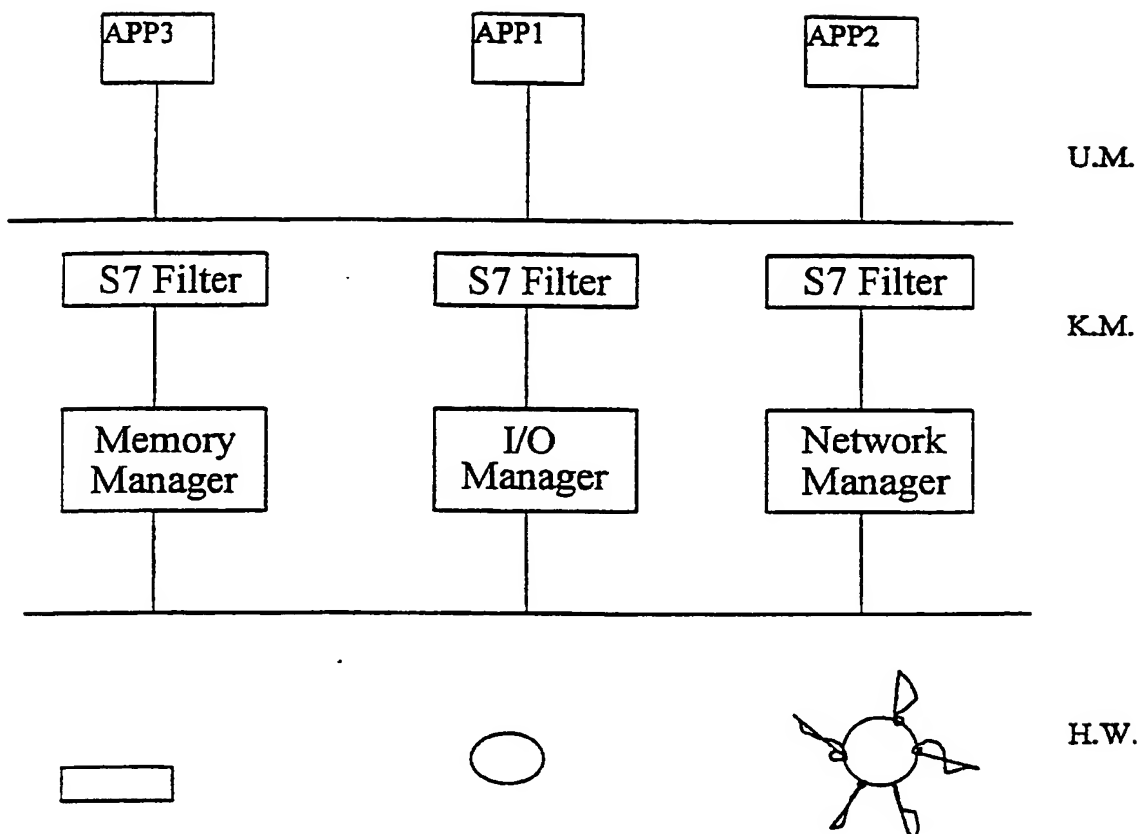 APP3
APP1
APP2
U.M.
S7 Filter
S7 Filter
S7 Filter
K.M.
Memory
Manager
I/O
Manager
Network
Manager
H.W.